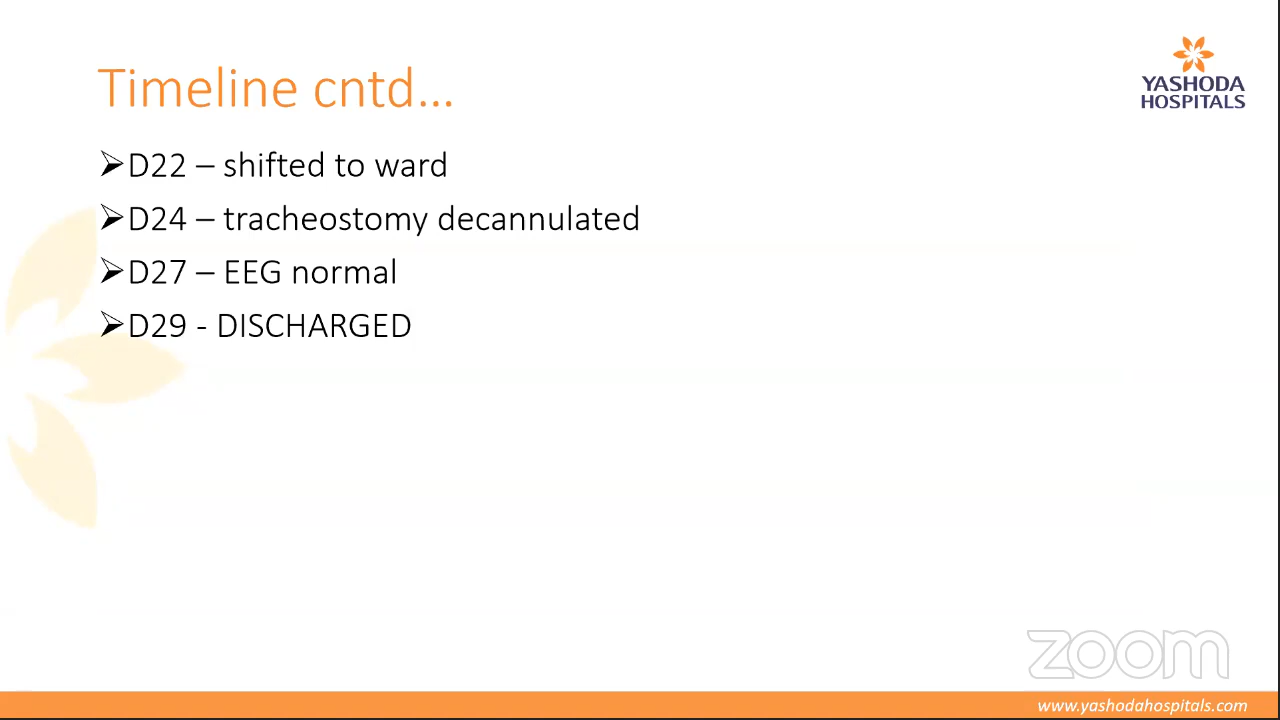 Timeline cntd...
YASHODA
HOSPITALS
➢D22 – shifted to ward
➢D24 – tracheostomy decannulated
➢D27 – EEG normal
➢D29 - DISCHARGED
zoom
www.yashodahospitals.com